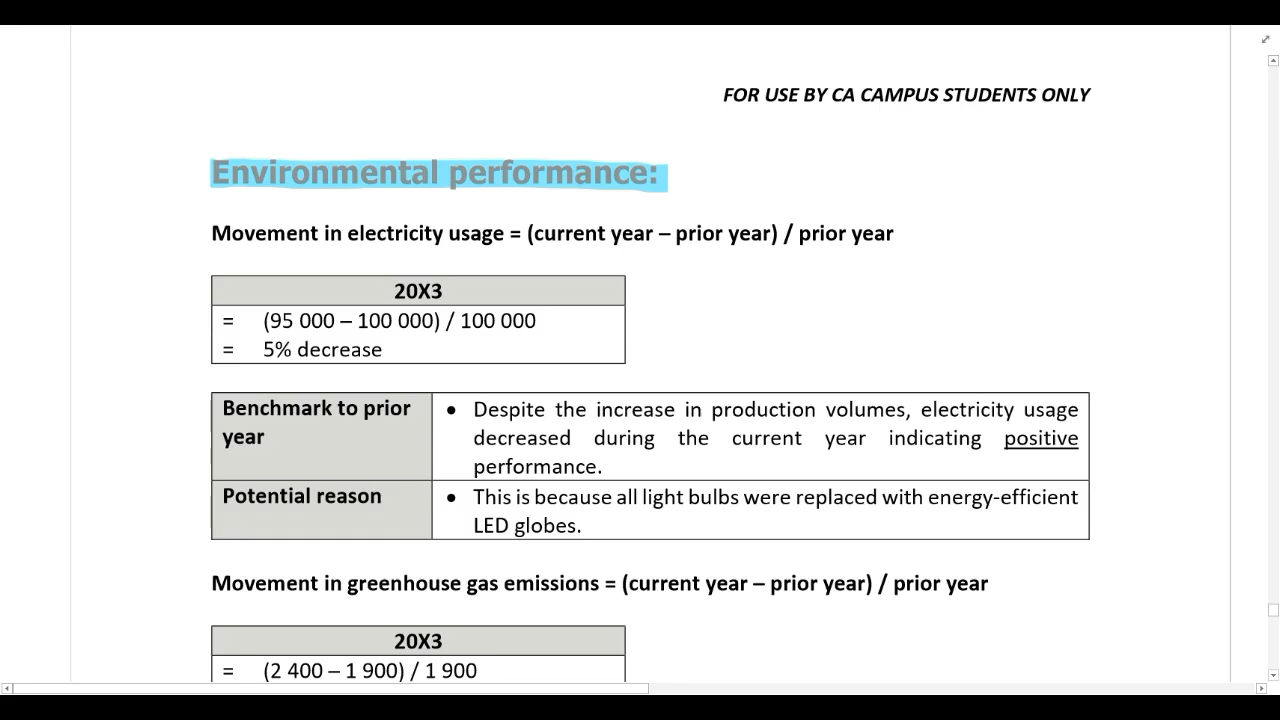 FOR USE BY CA CAMPUS STUDENTS ONLY
Environmental performance:
Movement in electricity usage = (current year – prior year) / prior year
20X3
= (95 000 – 100 000) / 100 000
= 5% decrease
Benchmark to prior year
• Despite the increase in production volumes, electricity usage
decreased during the current year indicating positive
performance.
Potential reason
• This is because all light bulbs were replaced with energy-efficient
LED globes.
Movement in greenhouse gas emissions = (current year – prior year) / prior year
20X3
= (2 400 – 1 900) / 1 900